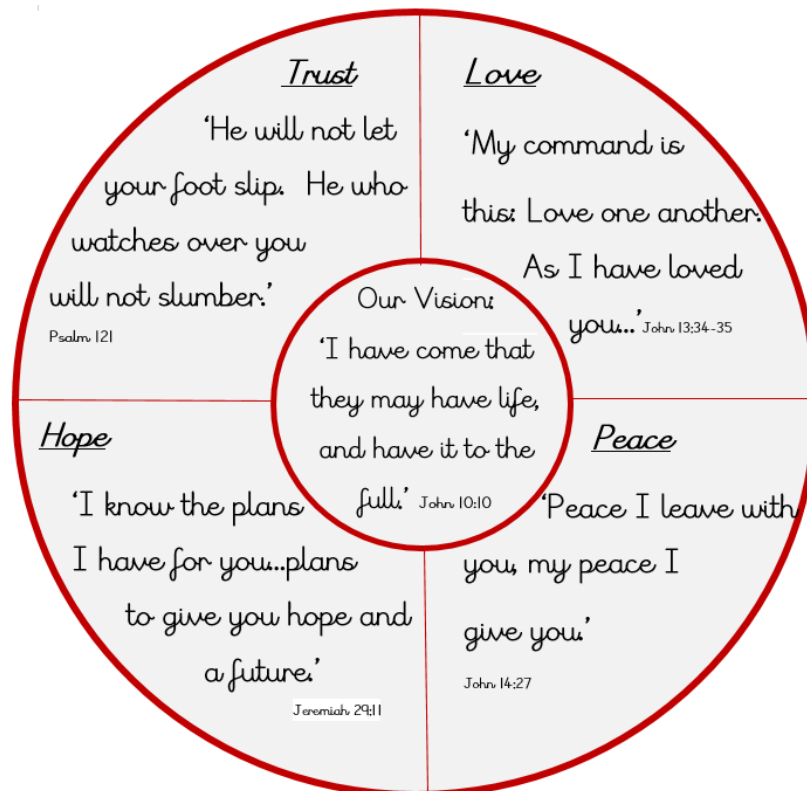 Trust
'He will not let
your foot slip.  He who
watches over you
will not slumber.'
Psalm 121
Love
'My command is
this: Love one another.
As I have loved
you...' John 13:34-35
Our Vision:
'I have come that
they may have life,
and have it to the
full.' John 10:10
Hope
'I know the plans
I have for you...plans
to give you hope and
a future.'
Jeremiah 29:11
Peace
'Peace I leave with
you, my peace I
give you.'
John 14:27